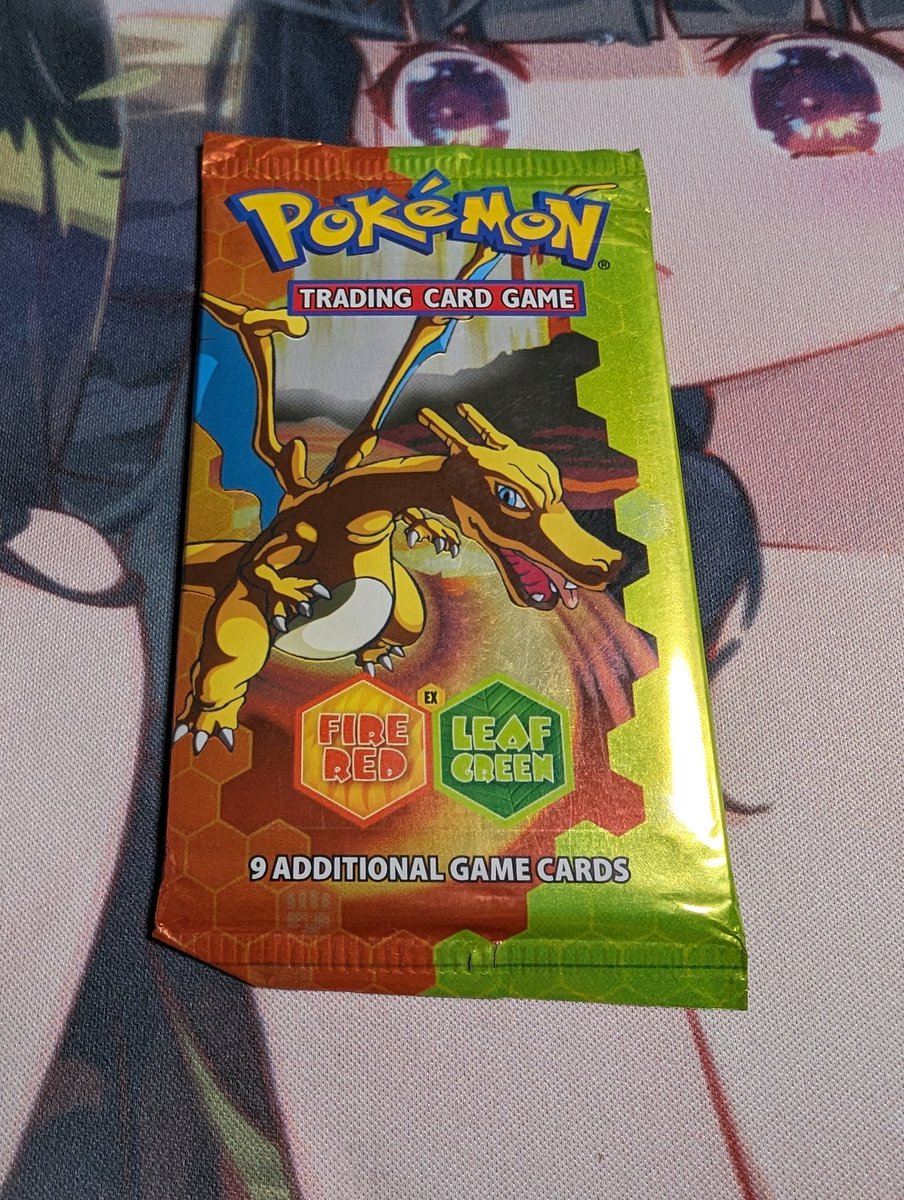 POKéMON
®
TRADING CARD GAME
EX
FIRE LEAF
RED GREEN
9 ADDITIONAL GAME CARDS